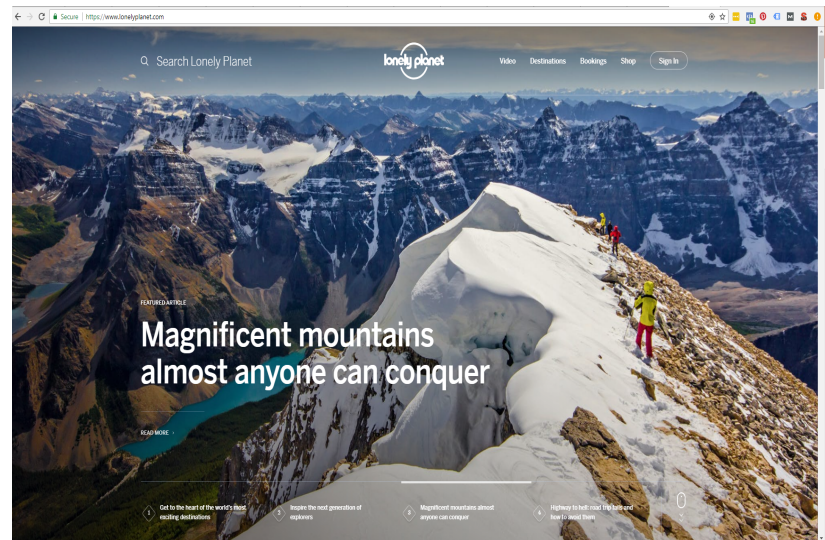 Secure | https://www.lonelyplanet.com
Search Lonely Planet
lonely planet
Video Destinations Bookings Shop Sign In
FEATURED ARTICLE
Magnificent mountains
almost anyone can conquer
READ MORE
1 Get to the heart of the world's most
exciting destinations
2 Inspire the next generation of
explorers
3 Magnificent mountains almost
anyone can conquer
4 Highway to hell: road trip fails and
how to avoid them